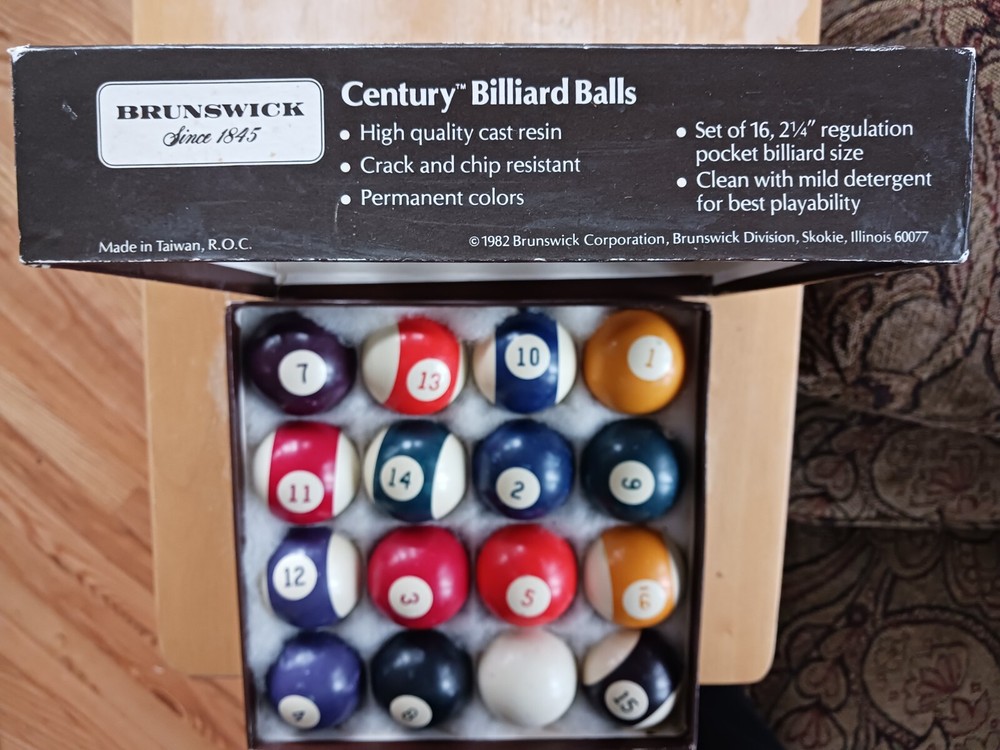 BRUNSWICK
Since 1845
Century™ Billiard Balls
• High quality cast resin
• Crack and chip resistant
• Permanent colors
• Set of 16, 2¼" regulation
pocket billiard size
• Clean with mild detergent
for best playability
Made in Taiwan, R.O.C.
© 1982 Brunswick Corporation, Brunswick Division, Skokie, Illinois 60077
7
13
10
1
11
14
2
6
12
3
5
9
4
8
15